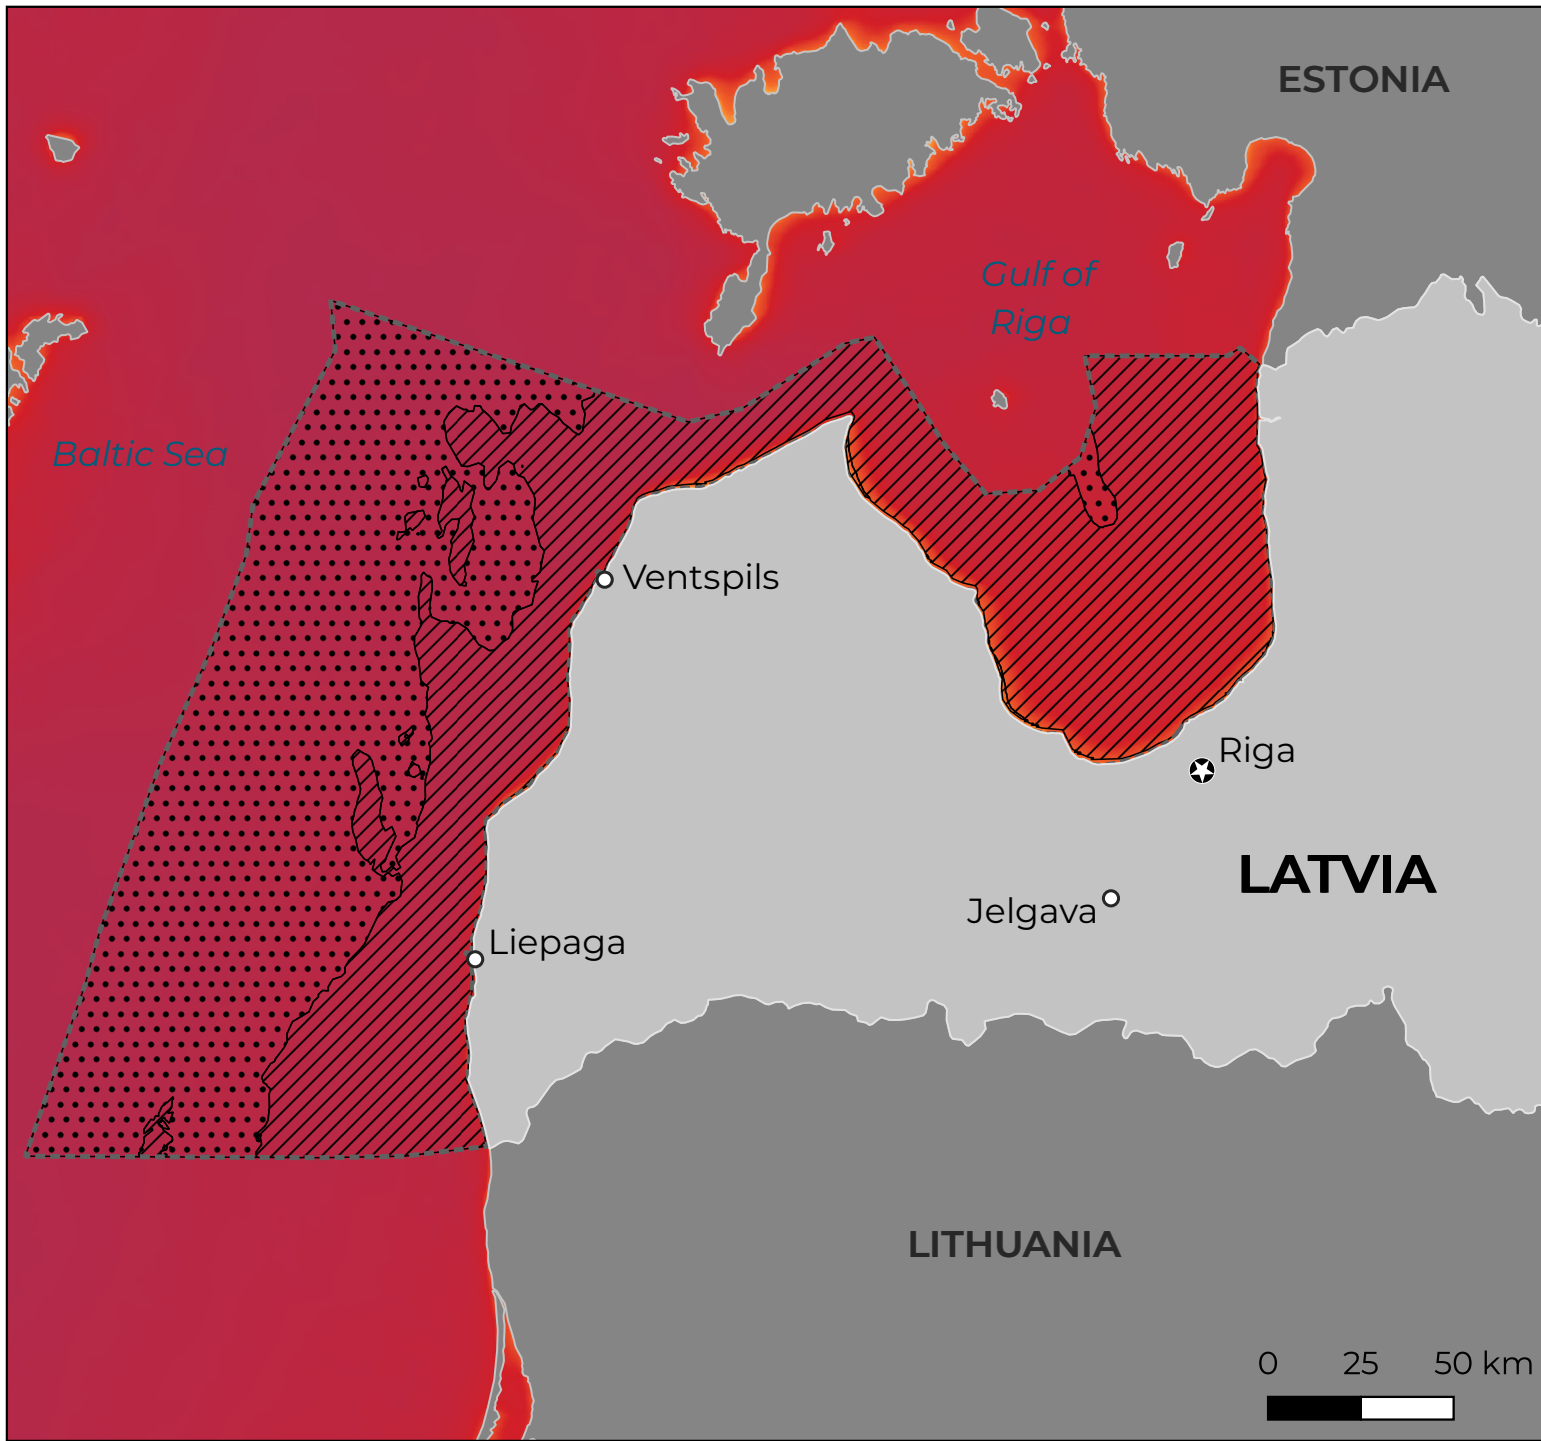 ESTONIA
Gulf of
Riga
Baltic Sea
Ventspils
Riga
LATVIA
Jelgava
Liepaga
LITHUANIA
0 25 50 km